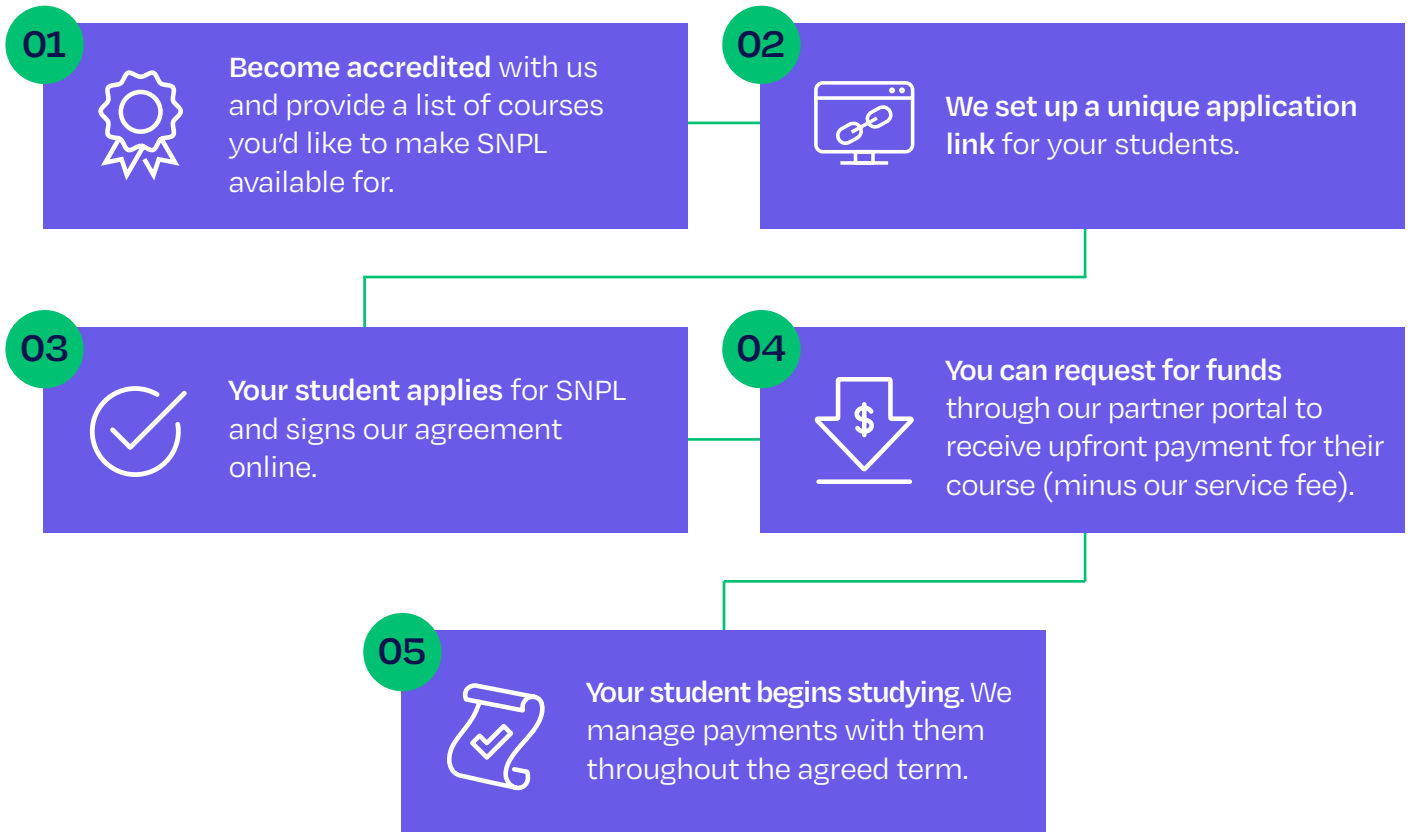 01
Become accredited with us
and provide a list of courses
you’d like to make SNPL
available for.
02
We set up a unique application
link for your students.
03
Your student applies for SNPL
and signs our agreement
online.
04
$
You can request for funds
through our partner portal to
receive upfront payment for their
course (minus our service fee).
05
Your student begins studying. We
manage payments with them
throughout the agreed term.